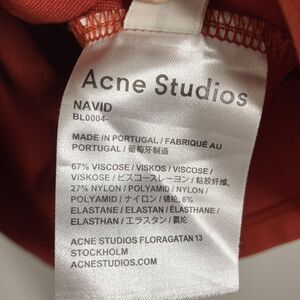 Acne Studios
NAVID
BL0004-
MADE IN PORTUGAL / FABRIQUÉ AU
PORTUGAL / 葡萄牙制造
67% VISCOSE / VISKOS / VISCOSE /
VISKOSE / ビスコースレーヨン / 粘胶纤维,
27% NYLON / POLYAMID / NYLON /
POLYAMID / ナイロン / 锦纶, 6%
ELASTANE / ELASTAN / ÉLASTHANE /
ELASTHAN / エラスタン / 氨纶
ACNE STUDIOS FLORAGATAN 13
STOCKHOLM
ACNESTUDIOS.COM